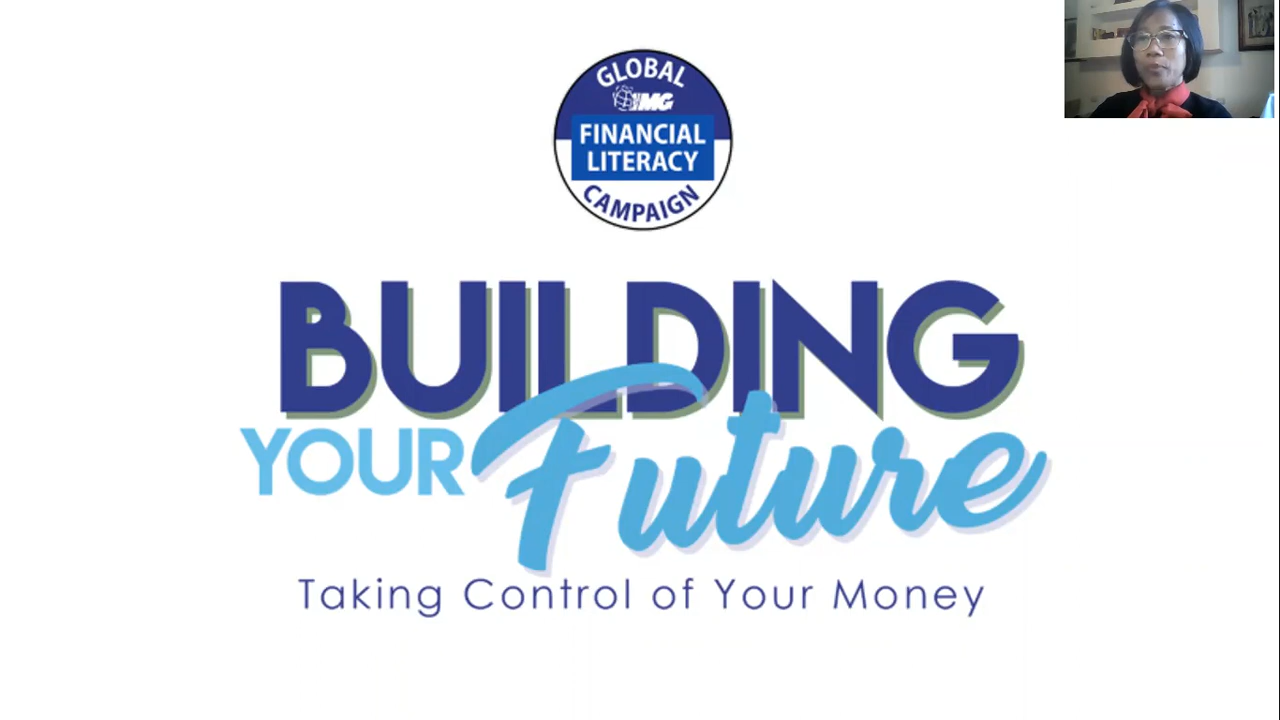 GLOBAL
IMG
FINANCIAL
LITERACY
CAMPAIGN
BUILDING
YOUR Future
Taking Control of Your Money